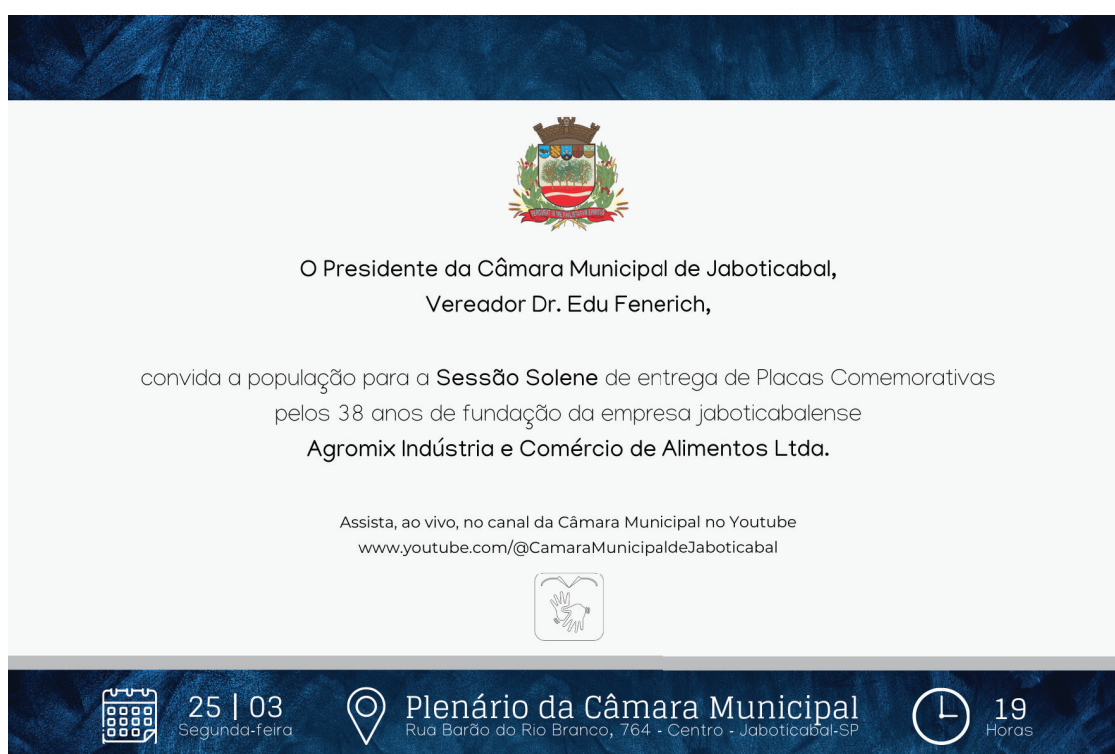 O Presidente da Câmara Municipal de Jaboticabal,
Vereador Dr. Edu Fenerich,
convida a população para a Sessão Solene de entrega de Placas Comemorativas
pelos 38 anos de fundação da empresa jaboticabalense
Agromix Indústria e Comércio de Alimentos Ltda.
Assista, ao vivo, no canal da Câmara Municipal no Youtube
www.youtube.com/@CamaraMunicipaldeJaboticabal
25 | 03
Segunda-feira
Plenário da Câmara Municipal
Rua Barão do Rio Branco, 764 - Centro - Jaboticabal-SP
19
Horas